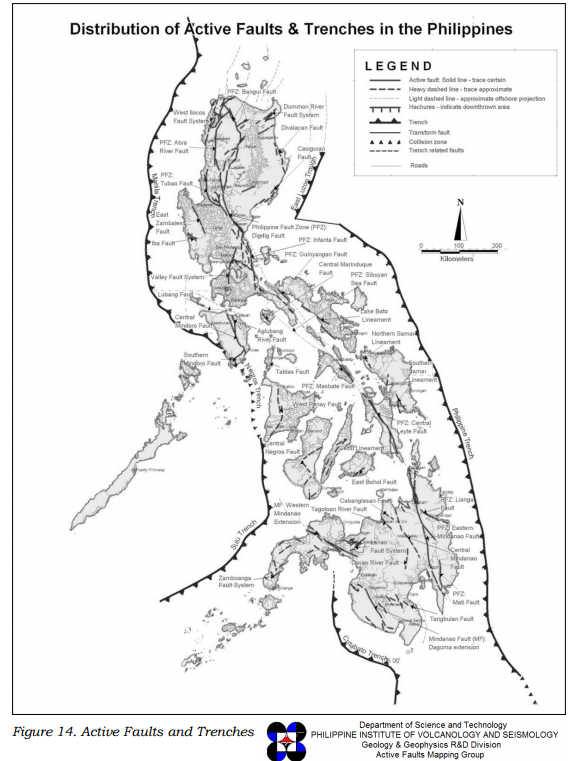 Distribution of Active Faults & Trenches in the Philippines
LEGEND
Active fault: Solid line - trace certain
Heavy dashed line - trace approximate
Light dashed line - approximate offshore projection
Hachures - indicate downthrown area
Trench
Transform fault
Collision zone
Trench related faults
Roads
N
0 100 200
Kilometers
PFZ: Bangui Fault
West Ilocos
Fault System
Dummon River
Fault System
Divalacan Fault
PFZ: Abra
River Fault
Casiguran
Fault
PFZ:
Tubao Fault
Manila Trench
East Luzon Trough
East
Zambales
Fault
Iba Fault
Philippine Fault Zone (PFZ):
Digdig Fault
PFZ: Infanta Fault
PFZ: Guinyangan Fault
Central Marinduque
Fault
PFZ: Sibuyan
Sea Fault
Valley Fault System
Lubang Fault
Central
Mindoro Fault
Aglubang
River Fault
Lake Bato
Lineament
Northern Samar
Lineament
Southern
Mindoro Fault
Southern
Samar
Lineament
Tablas Fault
Negros Trench
PFZ: Masbate Fault
West Panay Fault
Philippine Trench
PFZ: Central
Leyte Fault
Central
Negros Fault
Cebu Lineament
East Bohol Fault
Puerto Princesa
Cabanglasan Fault
Tagoloan River Fault
MF: Western
Mindanao
Extension
PFZ: Lianga
Fault
PFZ: Eastern
Mindanao Fault
Sulu Trench
Lanao
Fault System
Central
Mindanao
Fault
Davao River Fault
Zamboanga
Fault System
PFZ:
Mati Fault
Tangbulan Fault
Mindanao Fault (MF):
Daguma extension
Cotabato Trench
Figure 14. Active Faults and Trenches
Department of Science and Technology
PHILIPPINE INSTITUTE OF VOLCANOLOGY AND SEISMOLOGY
Geology & Geophysics R&D Division
Active Faults Mapping Group